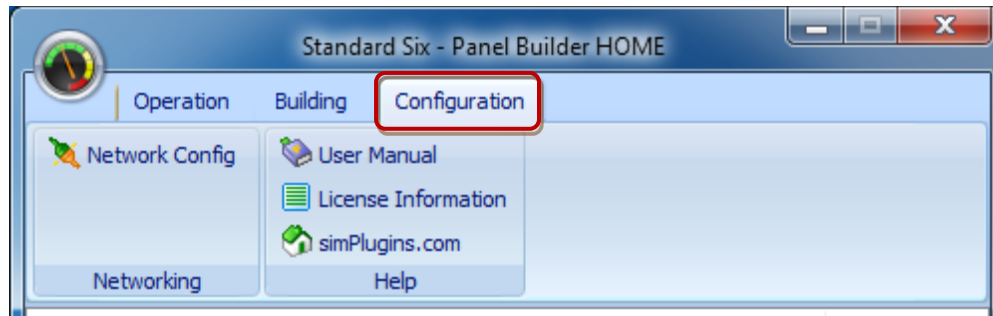 Standard Six - Panel Builder HOME
Operation Building Configuration
Network Config
Networking
User Manual
License Information
simPlugins.com
Help